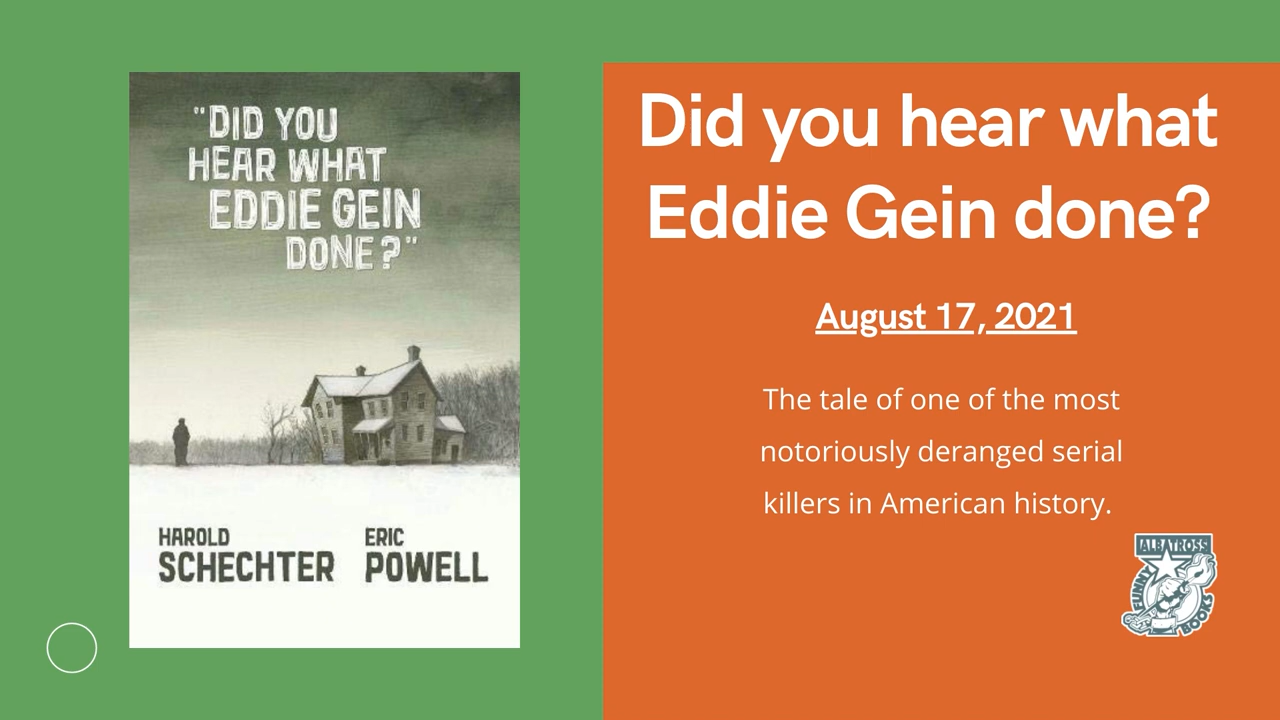 "DID YOU
HEAR WHAT
EDDIE GEIN
DONE?"
HAROLD
SCHECHTER
ERIC
POWELL
Did you hear what
Eddie Gein done?
August 17, 2021
The tale of one of the most
notoriously deranged serial
killers in American history.
ALBATROSS
FUNNY
BOOKS